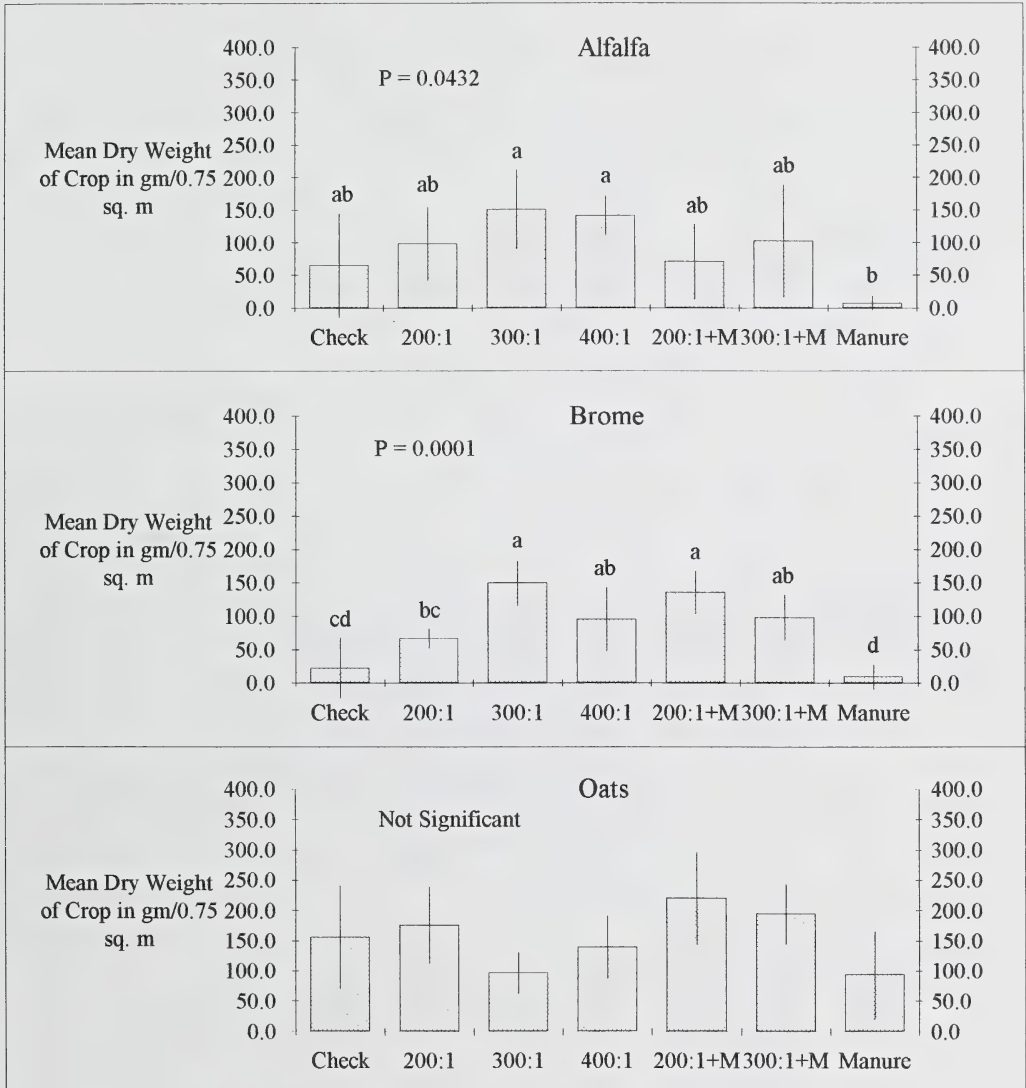 Alfalfa
P = 0.0432
400.0 400.0
350.0 350.0
300.0 300.0
250.0 250.0
200.0 200.0
150.0 150.0
100.0 100.0
50.0 50.0
0.0 0.0
Mean Dry Weight
of Crop in gm/0.75
sq. m
ab ab a a ab ab b
Check 200:1 300:1 400:1 200:1+M 300:1+M Manure
Brome
P = 0.0001
400.0 400.0
350.0 350.0
300.0 300.0
250.0 250.0
200.0 200.0
150.0 150.0
100.0 100.0
50.0 50.0
0.0 0.0
Mean Dry Weight
of Crop in gm/0.75
sq. m
cd bc a ab a ab d
Check 200:1 300:1 400:1 200:1+M 300:1+M Manure
Oats
Not Significant
400.0 400.0
350.0 350.0
300.0 300.0
250.0 250.0
200.0 200.0
150.0 150.0
100.0 100.0
50.0 50.0
0.0 0.0
Mean Dry Weight
of Crop in gm/0.75
sq. m
Check 200:1 300:1 400:1 200:1+M 300:1+M Manure